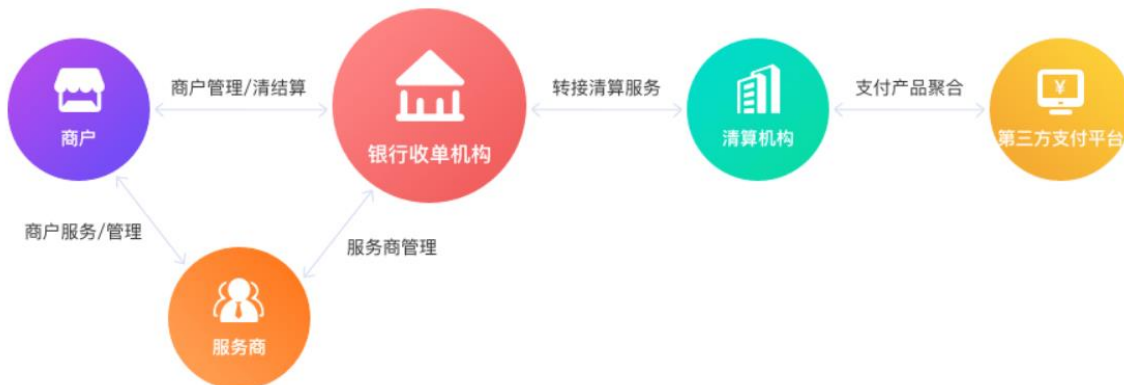 商户管理/清结算
转接清算服务
支付产品聚合
商户
银行收单机构
清算机构
第三方支付平台
¥
商户服务/管理
服务商管理
服务商